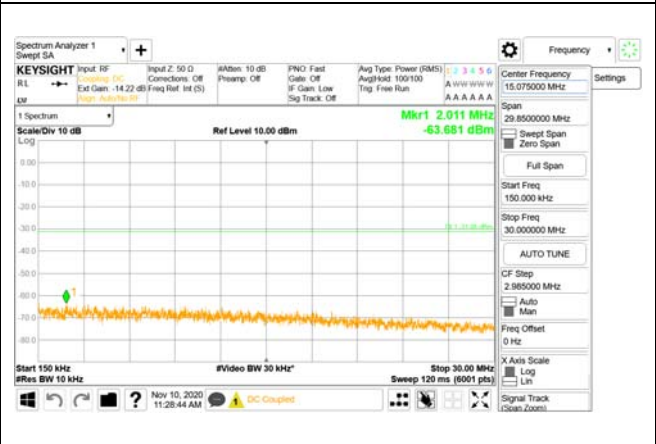 Spectrum Analyzer 1
Swept SA
+
Frequency
KEYSIGHT
RL
Input: RF
Coupling: DC
Ext Gain: -14.22 dB
Align: Auto/No RF
Input Z: 50 Ω
Corrections: Off
Freq Ref: Int (S)
#Atten: 10 dB
Preamp: Off
PNO: Fast
Gate: Off
IF Gain: Low
Sig Track: Off
Avg Type: Power (RMS)
Avg|Hold: 100/100
Trig: Free Run
1 2 3 4 5 6
A W W W W W
A A A A A A
1 Spectrum
Scale/Div 10 dB
Log
Ref Level 10.00 dBm
Mkr1 2.011 MHz
-63.681 dBm
0.00
-10.0
-20.0
-30.0
-40.0
-50.0
-60.0
-70.0
-80.0
1
Start 150 kHz
#Res BW 10 kHz
#Video BW 30 kHz*
Stop 30.00 MHz
Sweep 120 ms (6001 pts)
Center Frequency
15.075000 MHz
Settings
Span
29.8500000 MHz
Swept Span
Zero Span
Full Span
Start Freq
150.000 kHz
Stop Freq
30.000000 MHz
AUTO TUNE
CF Step
2.985000 MHz
Auto
Man
Freq Offset
0 Hz
X Axis Scale
Log
Lin
Signal Track
(Span Zoom)
?
Nov 10, 2020
11:28:44 AM
1
DC Coupled